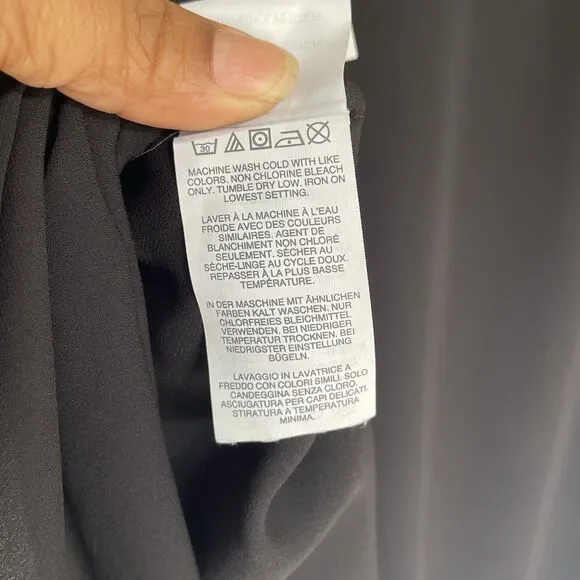 30
MACHINE WASH COLD WITH LIKE
COLORS. NON CHLORINE BLEACH
ONLY. TUMBLE DRY LOW. IRON ON
LOWEST SETTING.
LAVER À LA MACHINE À L'EAU
FROIDE AVEC DES COULEURS
SIMILAIRES. AGENT DE
BLANCHIMENT NON CHLORÉ
SEULEMENT. SÉCHER AU
SÈCHE-LINGE AU CYCLE DOUX.
REPASSER À LA PLUS BASSE
TEMPÉRATURE.
IN DER MASCHINE MIT ÄHNLICHEN
FARBEN KALT WASCHEN. NUR
CHLORFREIES BLEICHMITTEL
VERWENDEN. BEI NIEDRIGER
TEMPERATUR TROCKNEN. BEI
NIEDRIGSTER EINSTELLUNG
BÜGELN.
LAVAGGIO IN LAVATRICE A
FREDDO CON COLORI SIMILI. SOLO
CANDEGGINA SENZA CLORO.
ASCIUGATURA PER CAPI DELICATI.
STIRATURA A TEMPERATURA
MINIMA.